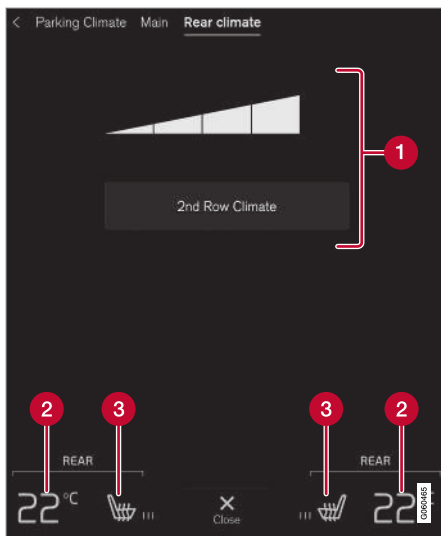 < Parking Climate Main Rear climate
1
2nd Row Climate
2 3 3 2
REAR REAR
22°C Close 22
G060465